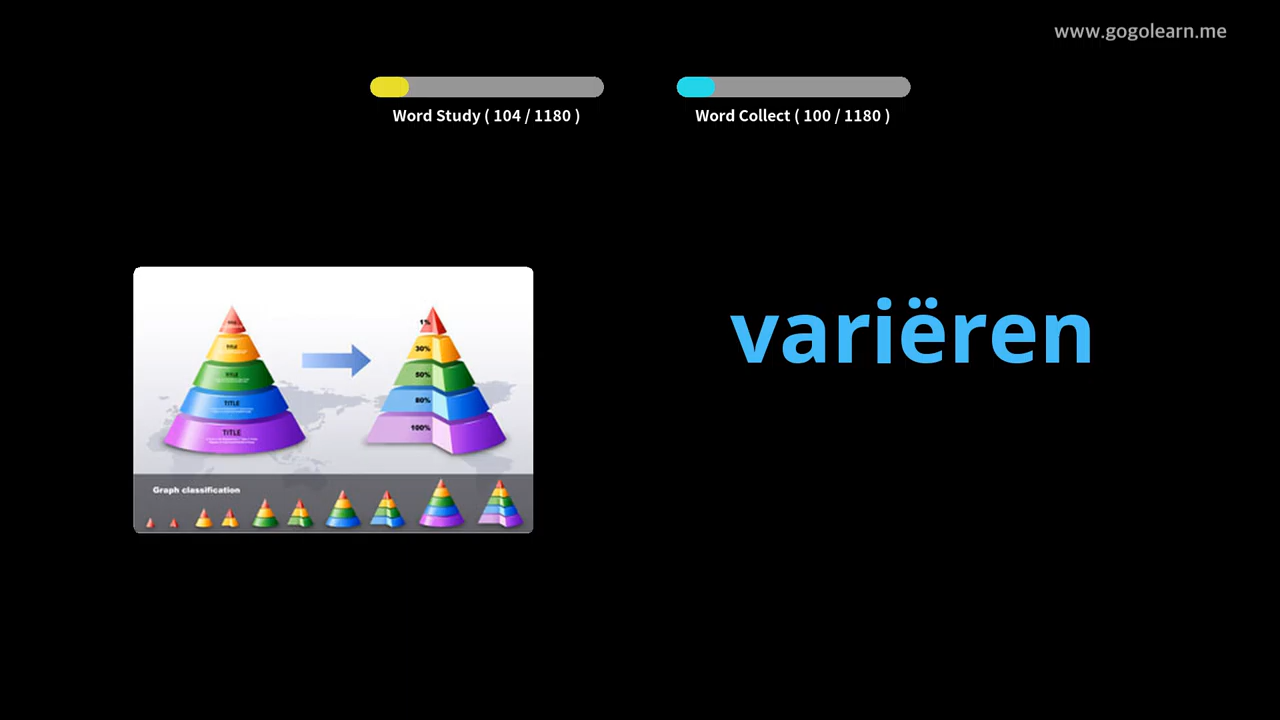 www.gogolearn.me
Word Study ( 104 / 1180 )
Word Collect ( 100 / 1180 )
variëren
TITLE
TITLE
TITLE
TITLE
1%
30%
50%
80%
100%
Graph classification